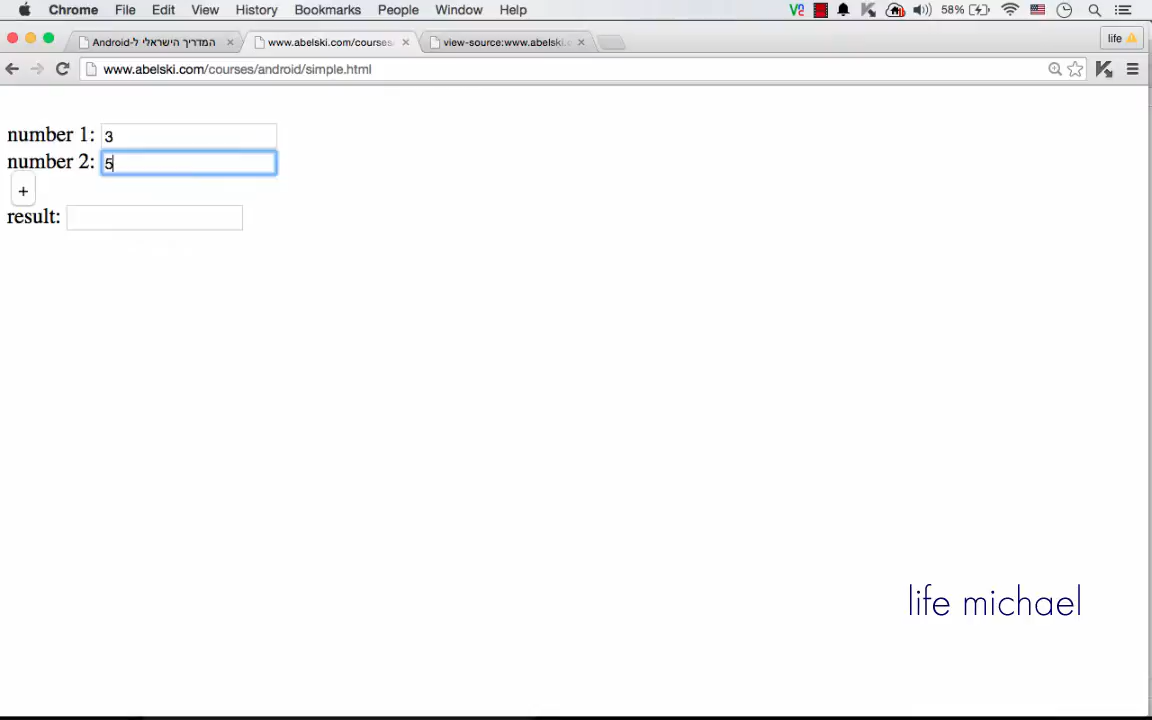 Chrome File Edit View History Bookmarks People Window Help 58%
המדריך הישראלי ל-Android www.abelski.com/courses/ view-source:www.abelski.c life
www.abelski.com/courses/android/simple.html
number 1: 3
number 2: 5
+
result:
life michael